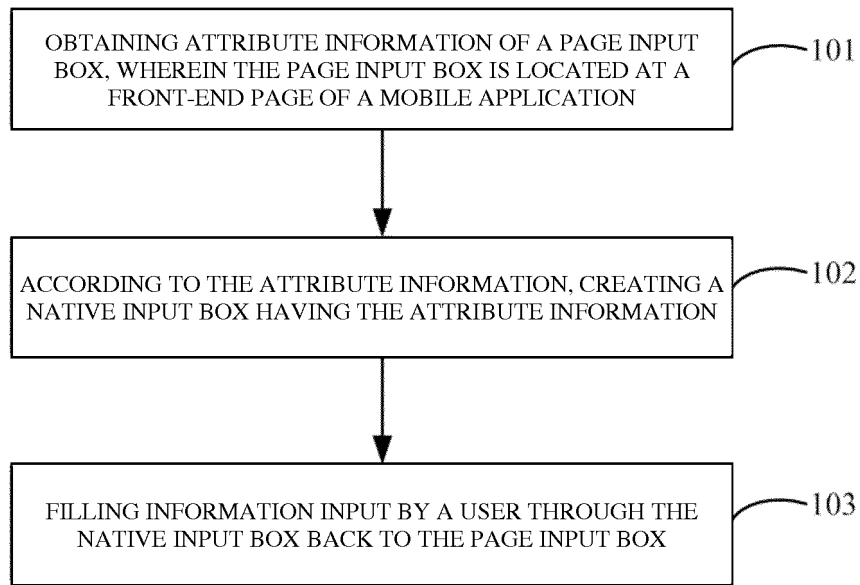 OBTAINING ATTRIBUTE INFORMATION OF A PAGE INPUT
BOX, WHEREIN THE PAGE INPUT BOX IS LOCATED AT A
FRONT-END PAGE OF A MOBILE APPLICATION
101
ACCORDING TO THE ATTRIBUTE INFORMATION, CREATING A
NATIVE INPUT BOX HAVING THE ATTRIBUTE INFORMATION
102
FILLING INFORMATION INPUT BY A USER THROUGH THE
NATIVE INPUT BOX BACK TO THE PAGE INPUT BOX
103